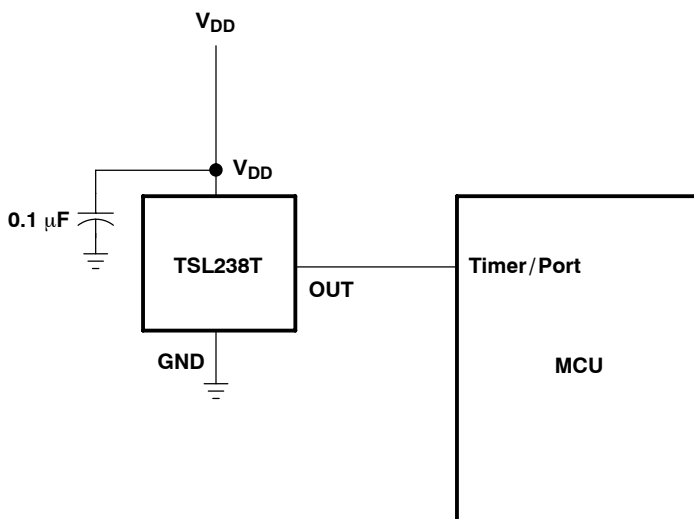 VDD
VDD
0.1 μF
TSL238T
OUT
Timer/Port
GND
MCU